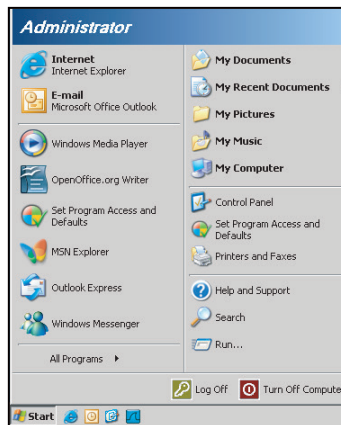 Administrator
Internet
Internet Explorer
E-mail
Microsoft Office Outlook
Windows Media Player
OpenOffice.org Writer
Set Program Access and
Defaults
MSN Explorer
Outlook Express
Windows Messenger
All Programs
My Documents
My Recent Documents
My Pictures
My Music
My Computer
Control Panel
Set Program Access and
Defaults
Printers and Faxes
Help and Support
Search
Run...
Log Off
Turn Off Compute
Start